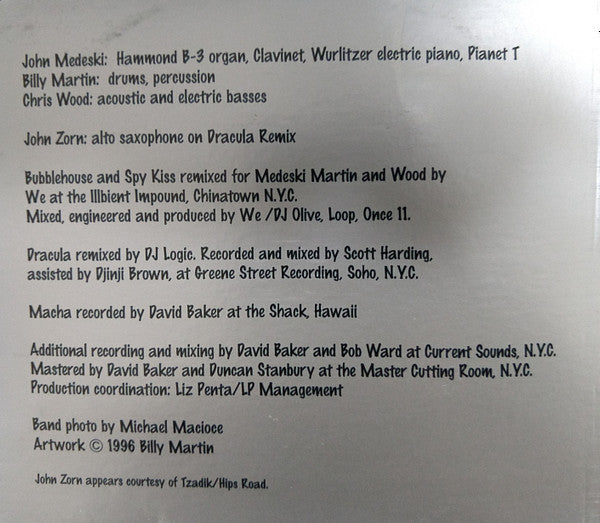 John Medeski: Hammond B-3 organ, Clavinet, Wurlitzer electric piano, Pianet T
Billy Martin: drums, percussion
Chris Wood: acoustic and electric basses
John Zorn: alto saxophone on Dracula Remix
Bubblehouse and Spy Kiss remixed for Medeski Martin and Wood by
We at the Illbient Impound, Chinatown N.Y.C.
Mixed, engineered and produced by We /DJ Olive, Loop, Once 11.
Dracula remixed by DJ Logic. Recorded and mixed by Scott Harding,
assisted by Djinji Brown, at Greene Street Recording, Soho, N.Y.C.
Macha recorded by David Baker at the Shack, Hawaii
Additional recording and mixing by David Baker and Bob Ward at Current Sounds, N.Y.C.
Mastered by David Baker and Duncan Stanbury at the Master Cutting Room, N.Y.C.
Production coordination: Liz Penta/LP Management
Band photo by Michael Macioce
Artwork © 1996 Billy Martin
John Zorn appears courtesy of Tzadik/Hips Road.